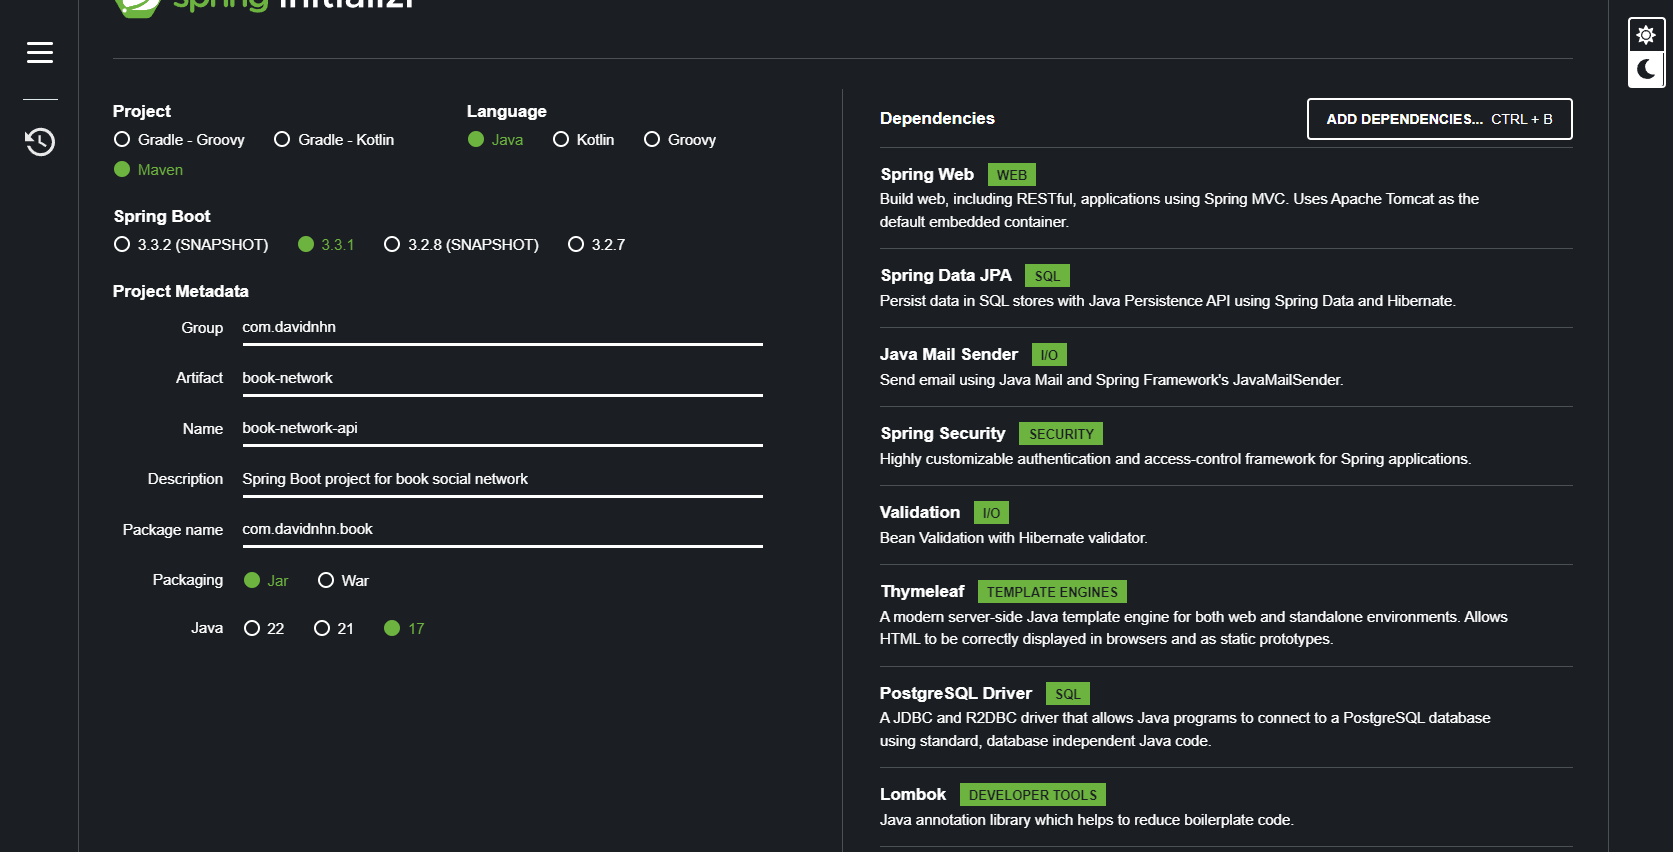 spring initializr
Project
Gradle - Groovy
Gradle - Kotlin
Maven
Language
Java
Kotlin
Groovy
Spring Boot
3.3.2 (SNAPSHOT)
3.3.1
3.2.8 (SNAPSHOT)
3.2.7
Project Metadata
Group com.davidnhn
Artifact book-network
Name book-network-api
Description Spring Boot project for book social network
Package name com.davidnhn.book
Packaging Jar War
Java 22 21 17
Dependencies
ADD DEPENDENCIES... CTRL + B
Spring Web WEB
Build web, including RESTful, applications using Spring MVC. Uses Apache Tomcat as the
default embedded container.
Spring Data JPA SQL
Persist data in SQL stores with Java Persistence API using Spring Data and Hibernate.
Java Mail Sender I/O
Send email using Java Mail and Spring Framework's JavaMailSender.
Spring Security SECURITY
Highly customizable authentication and access-control framework for Spring applications.
Validation I/O
Bean Validation with Hibernate validator.
Thymeleaf TEMPLATE ENGINES
A modern server-side Java template engine for both web and standalone environments. Allows
HTML to be correctly displayed in browsers and as static prototypes.
PostgreSQL Driver SQL
A JDBC and R2DBC driver that allows Java programs to connect to a PostgreSQL database
using standard, database independent Java code.
Lombok DEVELOPER TOOLS
Java annotation library which helps to reduce boilerplate code.